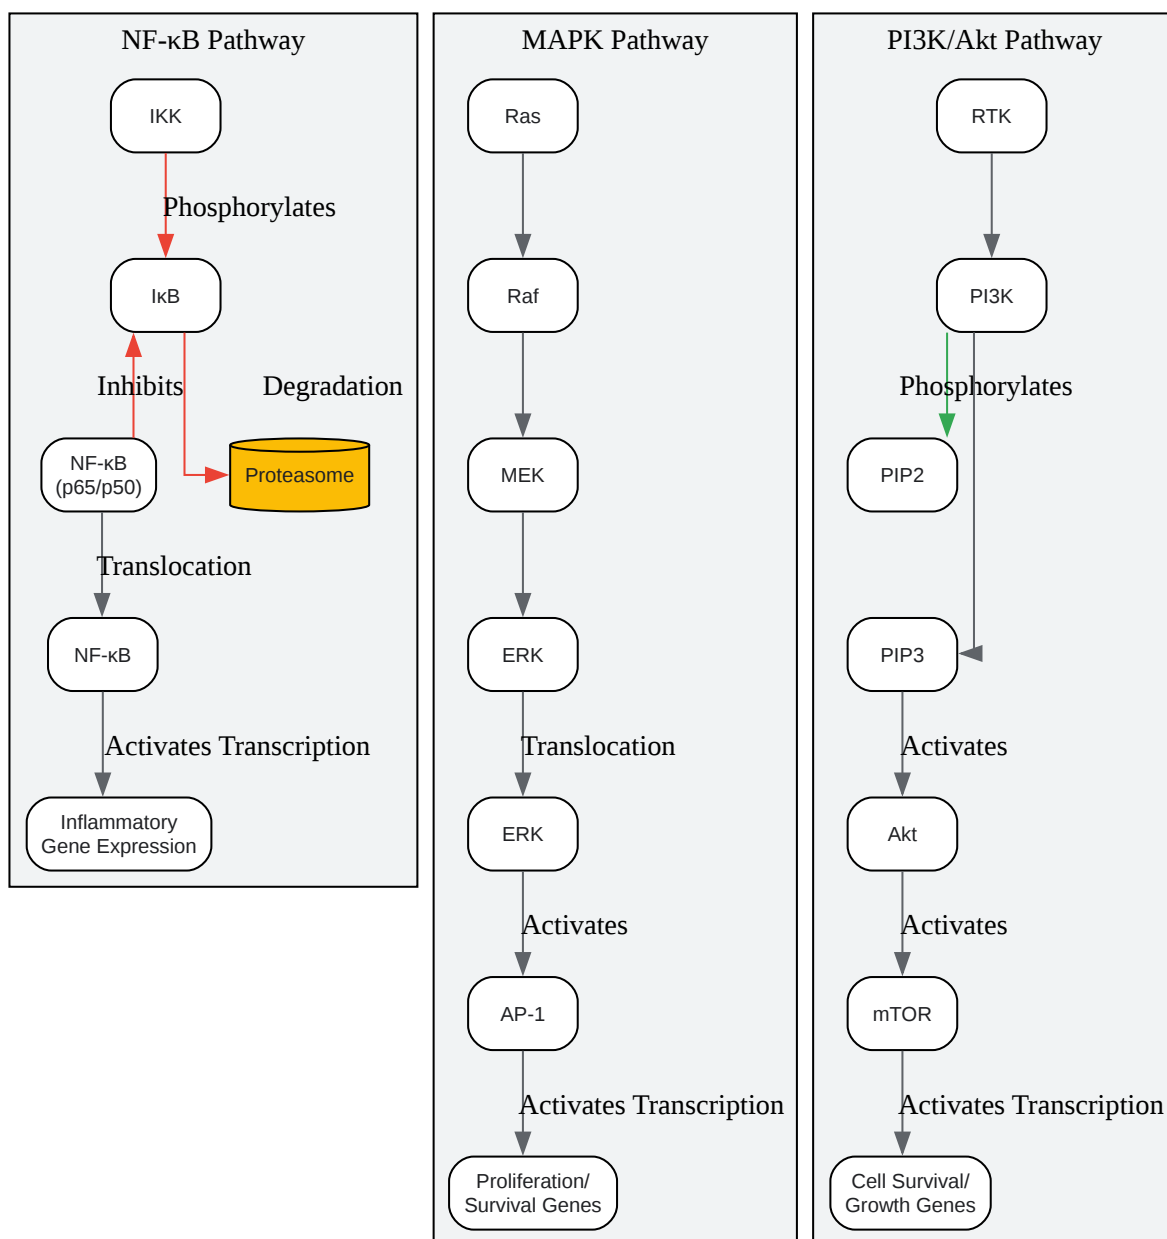 NF-κB Pathway
IKK
Phosphorylates
IκB
Inhibits
Degradation
NF-κB
(p65/p50)
Proteasome
Translocation
NF-κB
Activates Transcription
Inflammatory
Gene Expression
MAPK Pathway
Ras
Raf
MEK
ERK
Translocation
ERK
Activates
AP-1
Activates Transcription
Proliferation/
Survival Genes
PI3K/Akt Pathway
RTK
PI3K
Phosphorylates
PIP2
PIP3
Activates
Akt
Activates
mTOR
Activates Transcription
Cell Survival/
Growth Genes